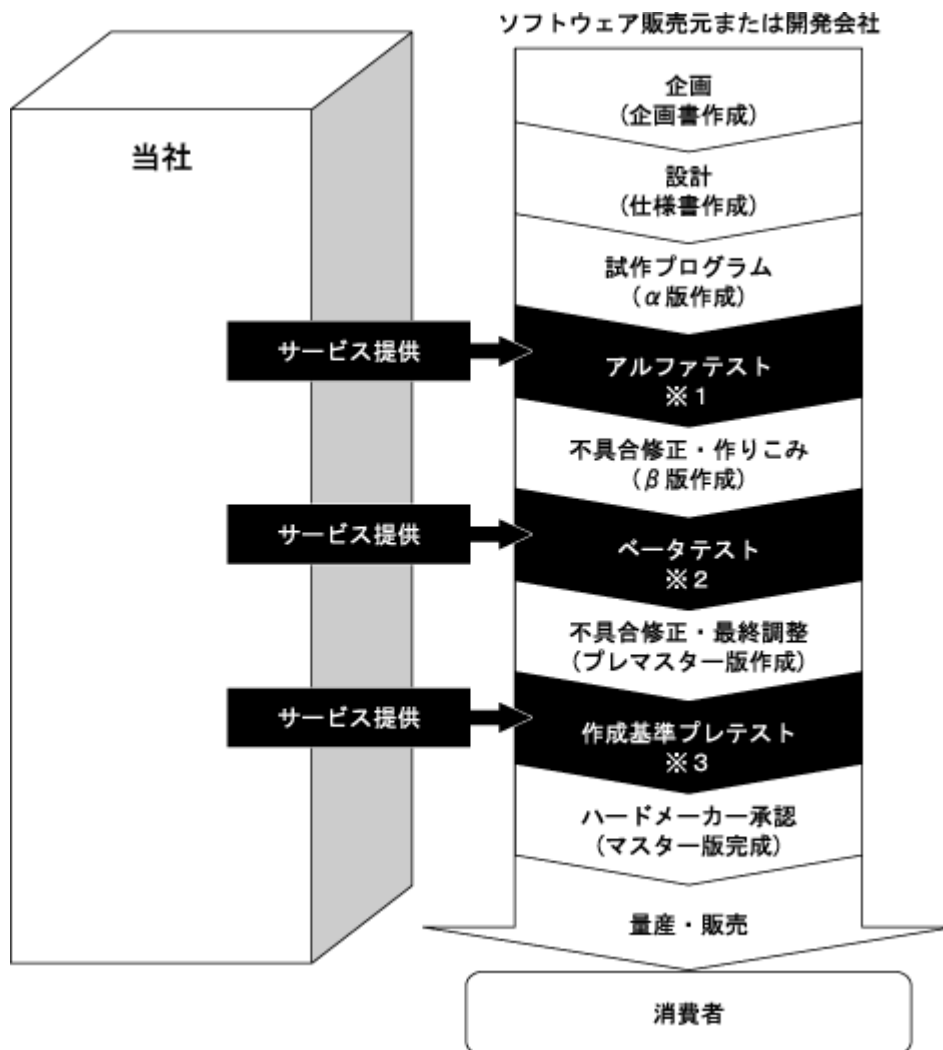 ソフトウェア販売元または開発会社
当社
企画
(企画書作成)
設計
(仕様書作成)
試作プログラム
(α版作成)
サービス提供
アルファテスト
※1
不具合修正・作りこみ
(β版作成)
サービス提供
ベータテスト
※2
不具合修正・最終調整
(プレマスター版作成)
サービス提供
作成基準プレテスト
※3
ハードメーカー承認
(マスター版完成)
量産・販売
消費者